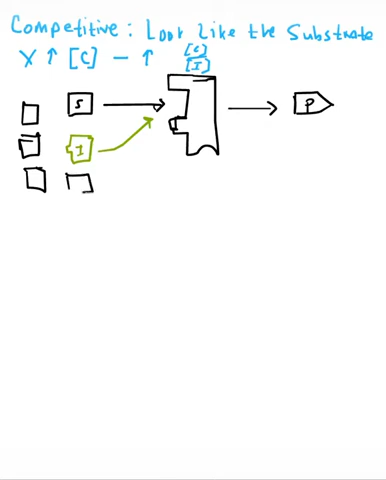 Competitive: Look Like the Substrate
X ↑ [C] – ↑ [S]/[I]
S
P
I